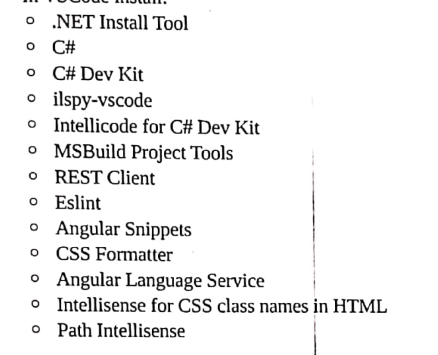 in VSCode install:
.NET Install Tool
C#
C# Dev Kit
ilspy-vscode
Intellicode for C# Dev Kit
MSBuild Project Tools
REST Client
Eslint
Angular Snippets
CSS Formatter
Angular Language Service
Intellisense for CSS class names in HTML
Path Intellisense